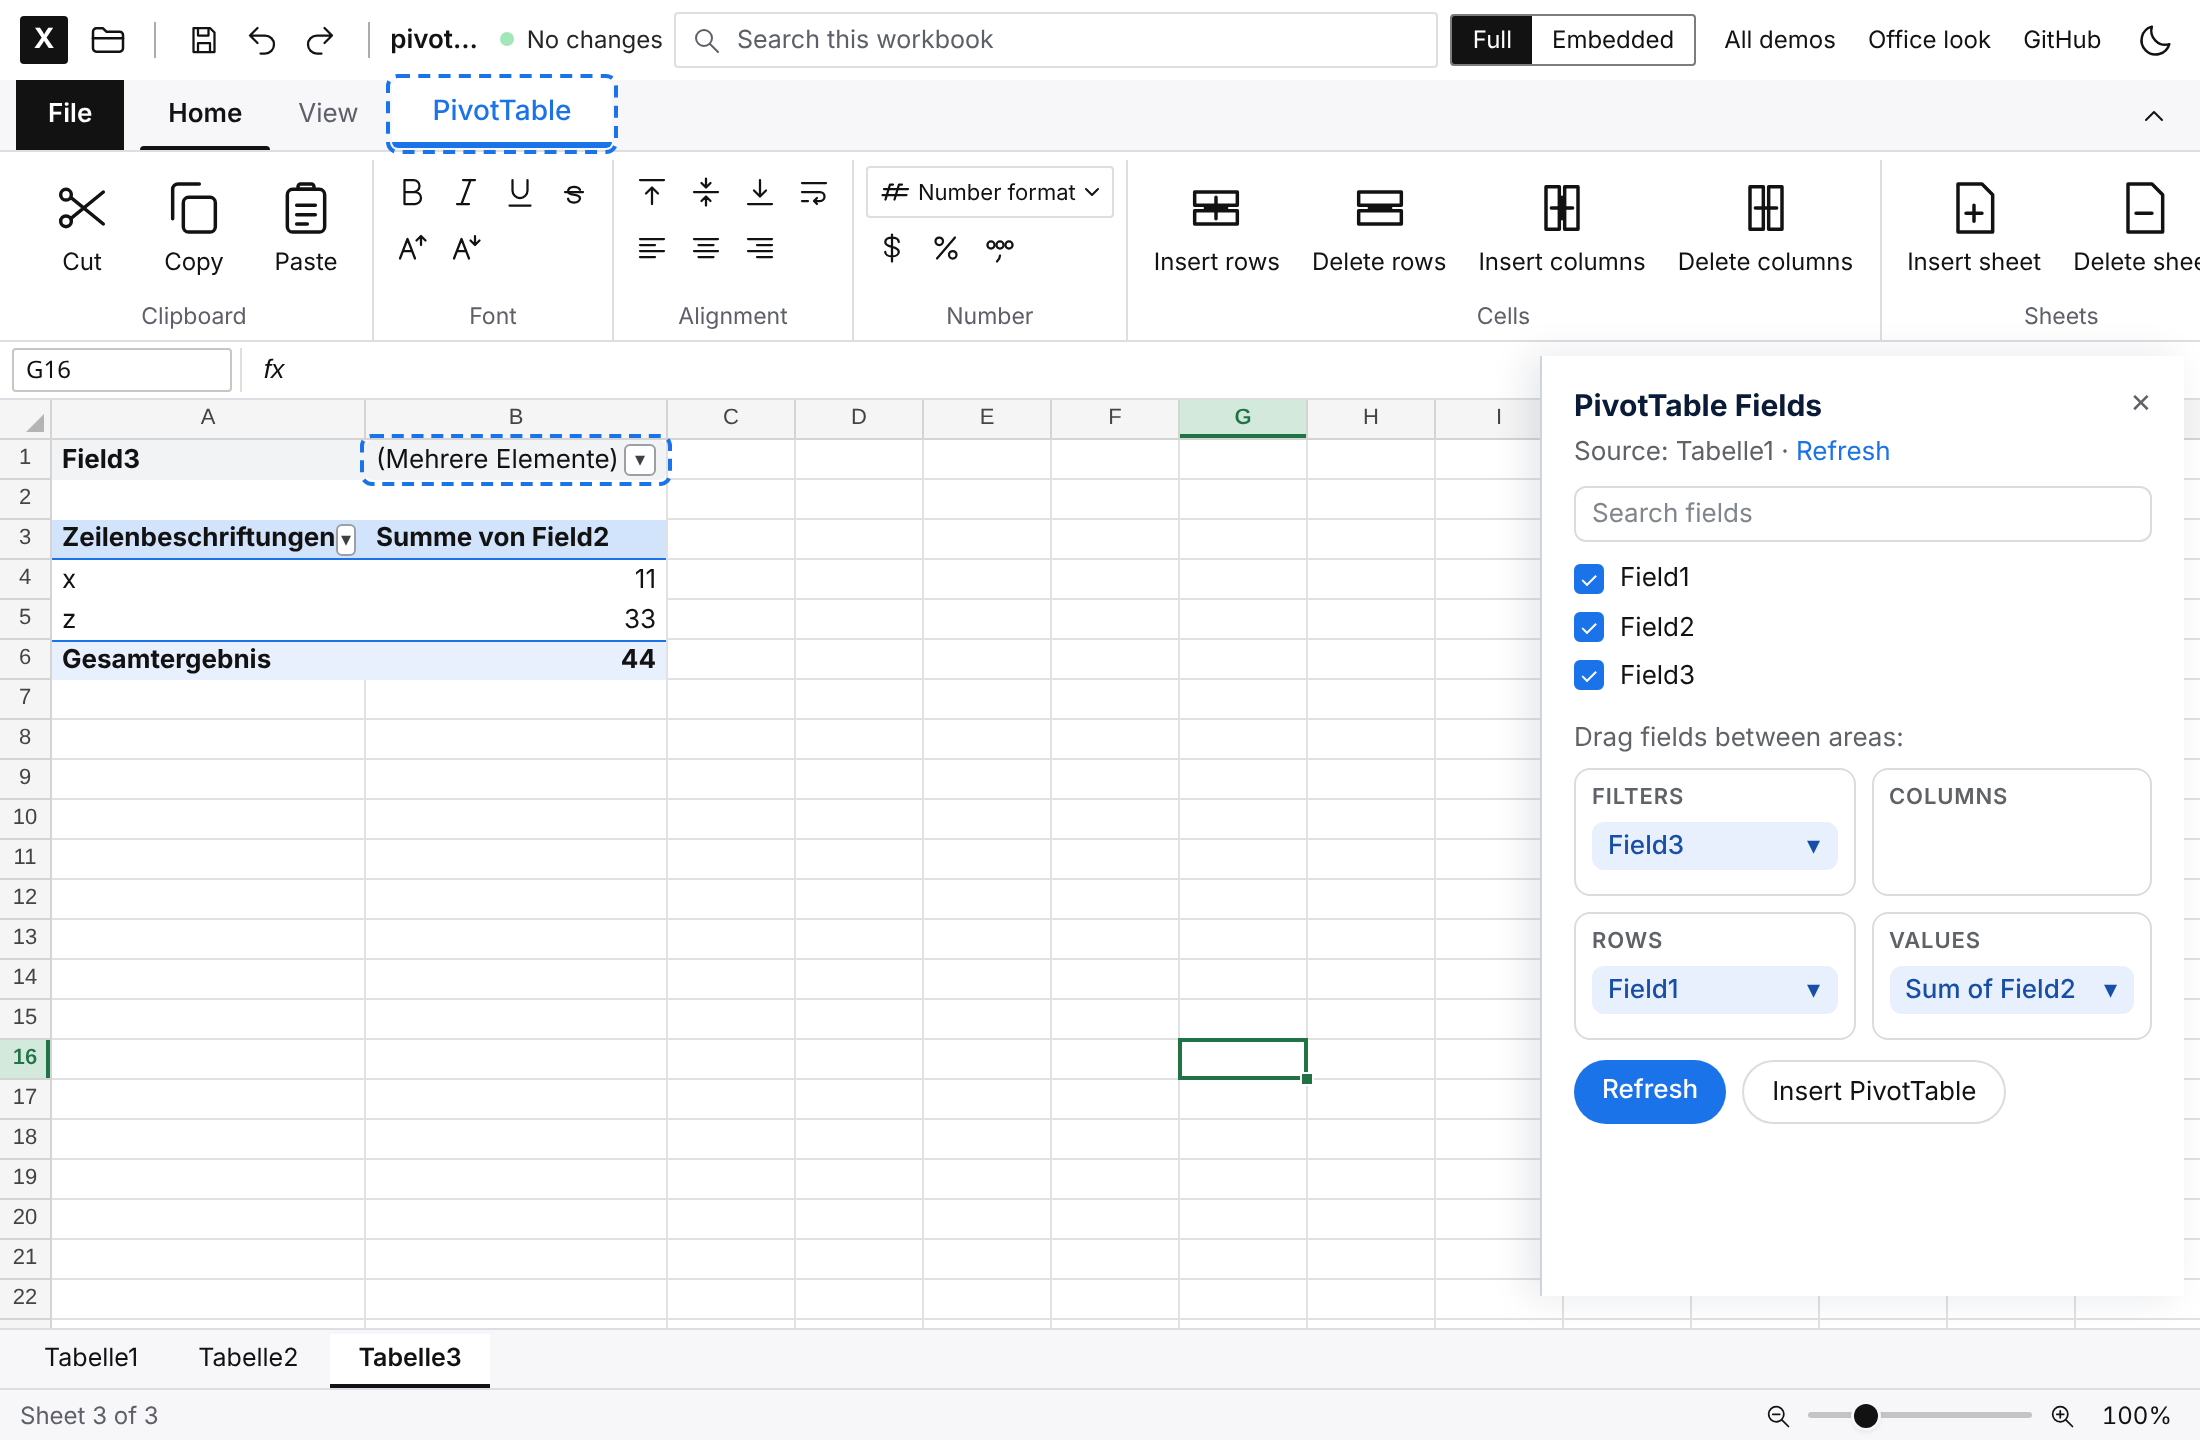 X pivot... No changes Search this workbook Full Embedded All demos Office look GitHub
File Home View PivotTable
B I U S Number format
A A $ %
Cut Copy Paste Insert rows Delete rows Insert columns Delete columns Insert sheet Delete shee
Clipboard Font Alignment Number Cells Sheets
G16 fx
A B C D E F G H I
1 Field3 (Mehrere Elemente)
2
3 Zeilenbeschriftungen Summe von Field2
4 x 11
5 z 33
6 Gesamtergebnis 44
7
8
9
10
11
12
13
14
15
16
17
18
19
20
21
22
PivotTable Fields
Source: Tabelle1 · Refresh
Search fields
Field1
Field2
Field3
Drag fields between areas:
FILTERS COLUMNS
Field3
ROWS VALUES
Field1 Sum of Field2
Refresh Insert PivotTable
Tabelle1 Tabelle2 Tabelle3
Sheet 3 of 3 100%